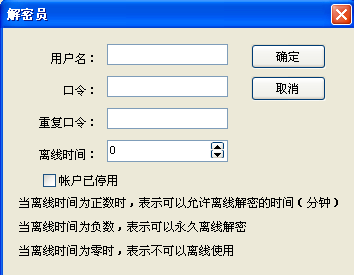 解密员
用户名：
确定
口令：
取消
重复口令：
离线时间：
0
帐户已停用
当离线时间为正数时，表示可以允许离线解密的时间（分钟）
当离线时间为负数，表示可以永久离线解密
当离线时间为零时，表示不可以离线使用